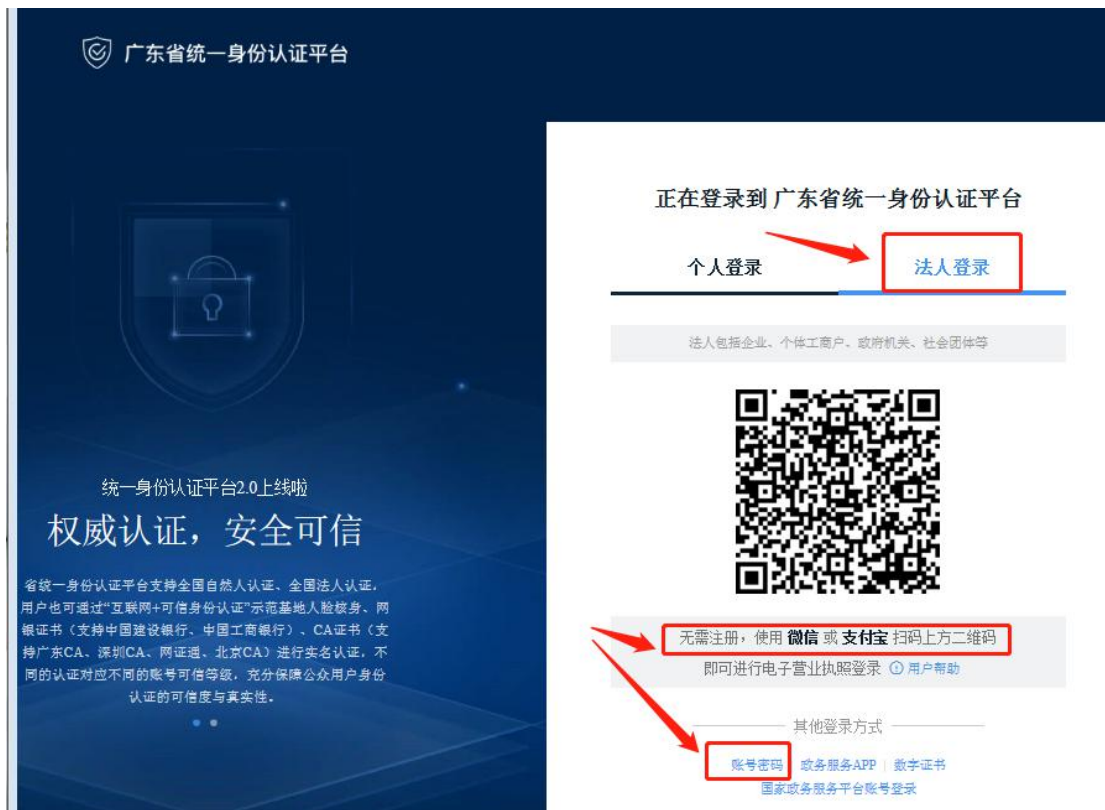 广东省统一身份认证平台
正在登录到 广东省统一身份认证平台
个人登录 法人登录
法人包括企业、个体工商户、政府机关、社会团体等
统一身份认证平台2.0上线啦
权威认证，安全可信
省统一身份认证平台支持全国自然人认证、全国法人认证，
用户也可通过“互联网+可信身份认证”示范基地人脸核身、网
银证书（支持中国建设银行、中国工商银行）、CA证书（支
持广东CA、深圳CA、网证通、北京CA）进行实名认证，不
同的认证对应不同的账号可信等级，充分保障公众用户身份
认证的可信度与真实性。
无需注册，使用 微信 或 支付宝 扫码上方二维码
即可进行电子营业执照登录 用户帮助
其他登录方式
账号密码 政务服务APP | 数字证书
国家政务服务平台账号登录